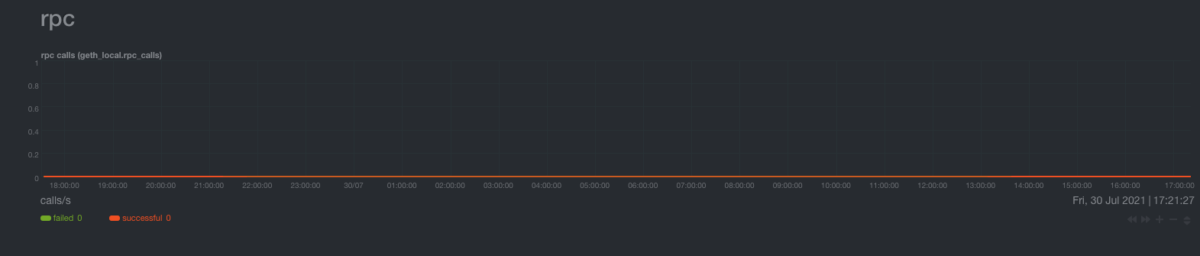 rpc
rpc calls (geth_local.rpc_calls)
1
0.8
0.6
0.4
0.2
0
18:00:00 19:00:00 20:00:00 21:00:00 22:00:00 23:00:00 30/07 01:00:00 02:00:00 03:00:00 04:00:00 05:00:00 06:00:00 07:00:00 08:00:00 09:00:00 10:00:00 11:00:00 12:00:00 13:00:00 14:00:00 15:00:00 16:00:00 17:00:00
calls/s Fri, 30 Jul 2021 | 17:21:27
failed 0 successful 0